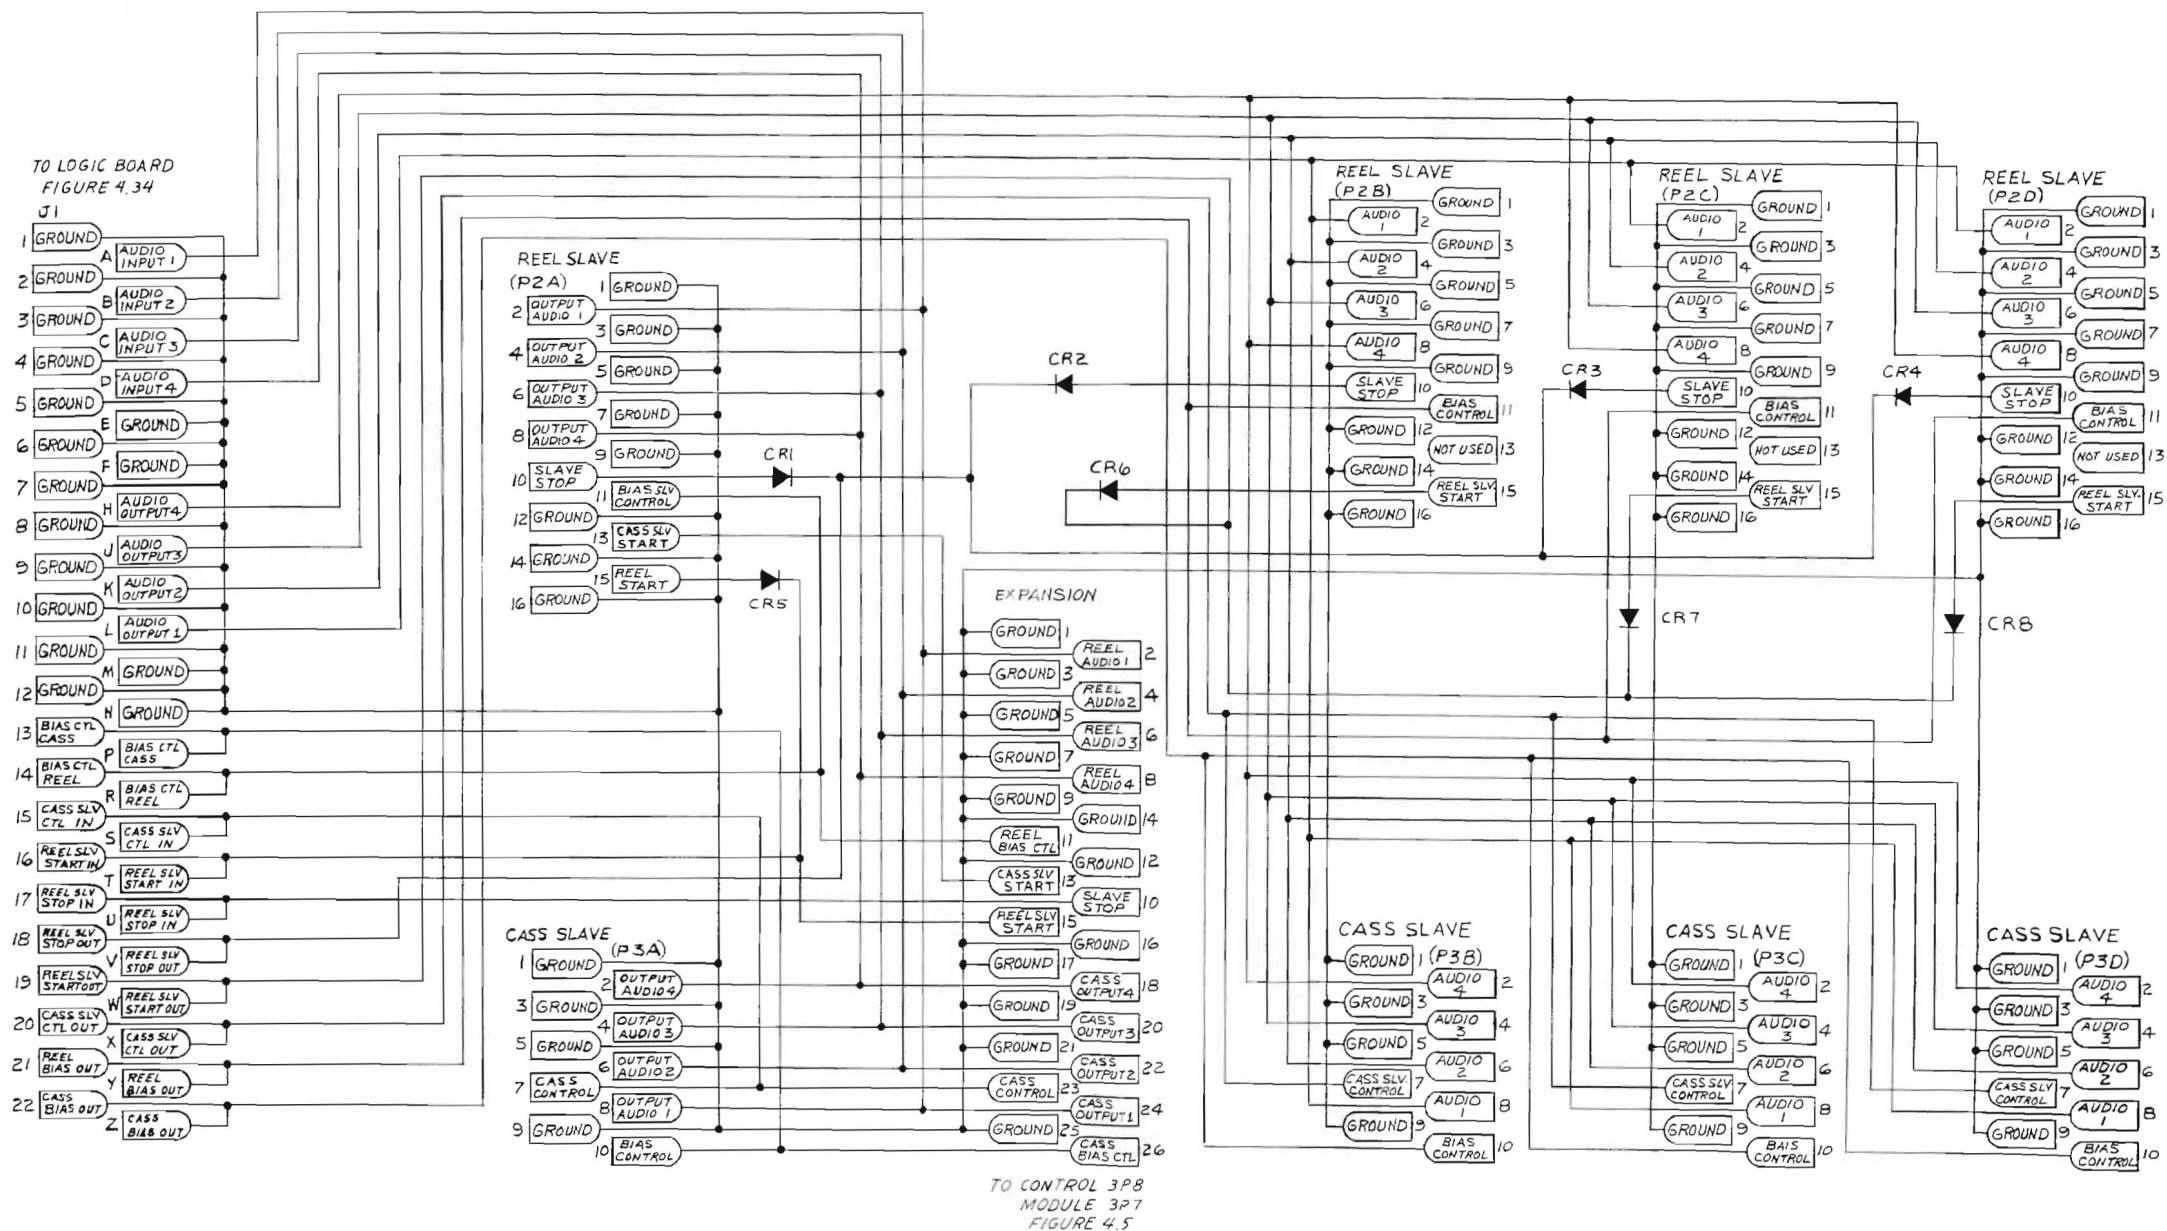 TO LOGIC BOARD
FIGURE 4.34
J1
1 GROUND
A AUDIO
INPUT 1
2 GROUND
B AUDIO
INPUT 2
3 GROUND
C AUDIO
INPUT 3
4 GROUND
D AUDIO
INPUT 4
5 GROUND
E GROUND
6 GROUND
F GROUND
7 GROUND
H AUDIO
OUTPUT4
8 GROUND
J AUDIO
OUTPUT3
9 GROUND
K AUDIO
OUTPUT2
10 GROUND
L AUDIO
OUTPUT 1
11 GROUND
M GROUND
12 GROUND
N GROUND
13 BIAS CTL
CASS
P BIAS CTL
CASS
14 BIAS CTL
REEL
R BIAS CTL
REEL
15 CASS SLV
CTL IN
S CASS SLV
CTL IN
16 REEL SLV
START IN
T REEL SLV
START IN
17 REEL SLV
STOP IN
U REEL SLV
STOP IN
18 REEL SLV
STOP OUT
V REEL SLV
STOP OUT
19 REEL SLV
START OUT
W REEL SLV
START OUT
20 CASS SLV
CTL OUT
X CASS SLV
CTL OUT
21 REEL
BIAS OUT
Y REEL
BIAS OUT
22 CASS
BIAS OUT
Z CASS
BIAS OUT
REEL SLAVE
(P2A)
1 GROUND
2 OUTPUT
AUDIO 1
3 GROUND
4 OUTPUT
AUDIO 2
5 GROUND
6 OUTPUT
AUDIO 3
7 GROUND
8 OUTPUT
AUDIO 4
9 GROUND
10 SLAVE
STOP
11 BIAS SLV
CONTROL
12 GROUND
13 CASS SLV
START
14 GROUND
15 REEL
START
16 GROUND
CR1
CR5
CASS SLAVE
(P3A)
1 GROUND
2 OUTPUT
AUDIO 4
3 GROUND
4 OUTPUT
AUDIO 3
5 GROUND
6 OUTPUT
AUDIO 2
7 CASS
CONTROL
8 OUTPUT
AUDIO 1
9 GROUND
10 BIAS
CONTROL
EXPANSION
GROUND 1
REEL
AUDIO 1 2
GROUND 3
REEL
AUDIO2 4
GROUND 5
REEL
AUDIO 3 6
GROUND 7
REEL
AUDIO 4 8
GROUND 9
GROUND 14
REEL
BIAS CTL 11
GROUND 12
CASS SLV
START 13
SLAVE
STOP 10
REEL SLV
START 15
GROUND 16
GROUND 17
CASS
OUTPUT4 18
GROUND 19
CASS
OUTPUT3 20
GROUND 21
CASS
OUTPUT2 22
CASS
CONTROL 23
CASS
OUTPUT1 24
GROUND 25
CASS
BIAS CTL 26
TO CONTROL 3P8
MODULE 3P7
FIGURE 4.5
CR2
CR6
REEL SLAVE
(P2B)
GROUND 1
AUDIO
1 2
GROUND 3
AUDIO
2 4
GROUND 5
AUDIO
3 6
GROUND 7
AUDIO
4 8
GROUND 9
SLAVE
STOP 10
BIAS
CONTROL 11
GROUND 12
NOT USED 13
GROUND 14
REEL SLV.
START 15
GROUND 16
CR3
CR7
REEL SLAVE
(P2C)
GROUND 1
AUDIO
1 2
GROUND 3
AUDIO
2 4
GROUND 5
AUDIO
3 6
GROUND 7
AUDIO
4 8
GROUND 9
SLAVE
STOP 10
BIAS
CONTROL 11
GROUND 12
NOT USED 13
GROUND 14
REEL SLV
START 15
GROUND 16
CR4
CR8
REEL SLAVE
(P2D)
GROUND 1
AUDIO
1 2
GROUND 3
AUDIO
2 4
GROUND 5
AUDIO
3 6
GROUND 7
AUDIO
4 8
GROUND 9
SLAVE
STOP 10
BIAS
CONTROL 11
GROUND 12
NOT USED 13
GROUND 14
REEL SLV.
START 15
GROUND 16
CASS SLAVE
(P3B)
GROUND 1
AUDIO
4 2
GROUND 3
AUDIO
3 4
GROUND 5
AUDIO
2 6
CASS SLV.
CONTROL 7
AUDIO
1 8
GROUND 9
BIAS
CONTROL 10
CASS SLAVE
(P3C)
GROUND 1
AUDIO
4 2
GROUND 3
AUDIO
3 4
GROUND 5
AUDIO
2 6
CASS SLV
CONTROL 7
AUDIO
1 8
GROUND 9
BAIS
CONTROL 10
CASS SLAVE
(P3D)
GROUND 1
AUDIO
4 2
GROUND 3
AUDIO
3 4
GROUND 5
AUDIO
2 6
CASS SLV
CONTROL 7
AUDIO
1 8
GROUND 9
BIAS
CONTROL 10